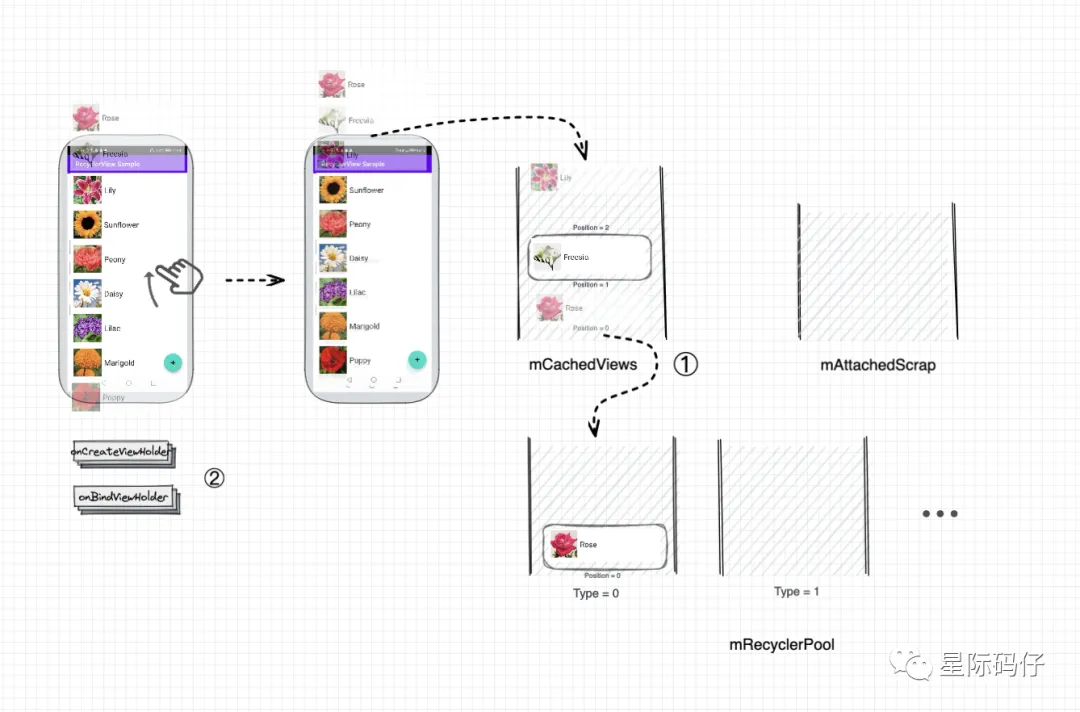 Rose
Freesia
RecyclerView Sample
Lily
Sunflower
Peony
Daisy
Lilac
Marigold
+
Poppy
onCreateViewHolder
onBindViewHolder
②
Rose
Freesia
Lily
RecyclerView Sample
Sunflower
Peony
Daisy
Lilac
Marigold
Puppy
+
Lily
Position = 2
Freesia
Position = 1
Rose
Position = 0
mCachedViews
①
mAttachedScrap
Rose
Position = 0
Type = 0
Type = 1
•••
mRecyclerPool
星际码仔